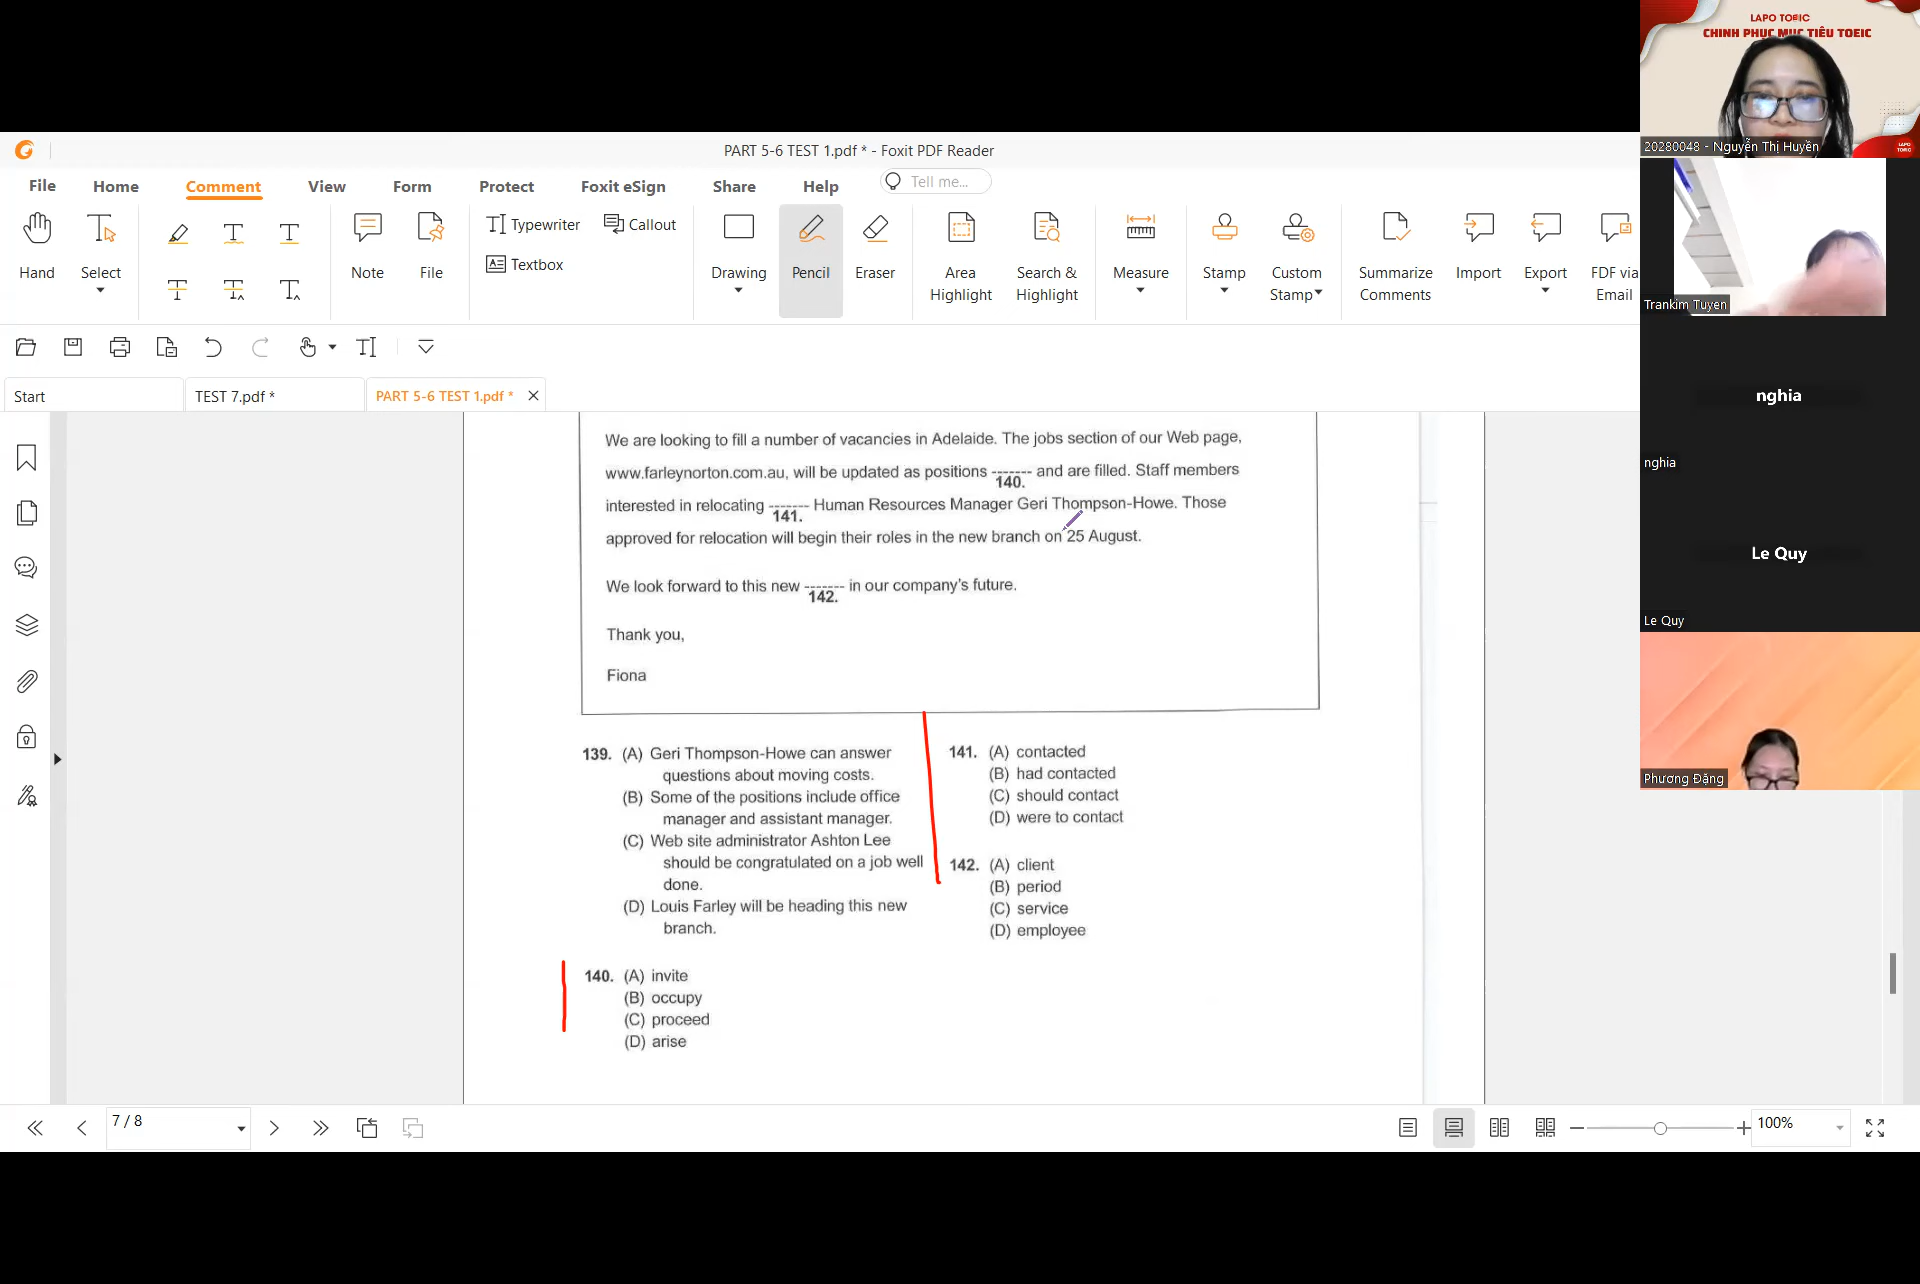 LAPO TOEIC
CHINH PHỤC MỤC TIÊU TOEIC
20280048 - Nguyễn Thị Huyền
PART 5-6 TEST 1.pdf * - Foxit PDF Reader
File Home Comment View Form Protect Foxit eSign Share Help Tell me...
Typewriter Callout
Textbox
Hand Select Note File Drawing Pencil Eraser Area Highlight Search & Highlight Measure Stamp Custom Stamp Summarize Comments Import Export FDF via Email
Trankim Tuyen
Start TEST 7.pdf * PART 5-6 TEST 1.pdf *
nghia
nghia
Le Quy
Le Quy
Phương Đặng
We are looking to fill a number of vacancies in Adelaide. The jobs section of our Web page,
www.farleynorton.com.au, will be updated as positions ------- and are filled. Staff members
140.
interested in relocating ------- Human Resources Manager Geri Thompson-Howe. Those
141.
approved for relocation will begin their roles in the new branch on 25 August.
We look forward to this new ------- in our company's future.
142.
Thank you,
Fiona
139. (A) Geri Thompson-Howe can answer
questions about moving costs.
(B) Some of the positions include office
manager and assistant manager.
(C) Web site administrator Ashton Lee
should be congratulated on a job well
done.
(D) Louis Farley will be heading this new
branch.
140. (A) invite
(B) occupy
(C) proceed
(D) arise
141. (A) contacted
(B) had contacted
(C) should contact
(D) were to contact
142. (A) client
(B) period
(C) service
(D) employee
7 / 8
100%